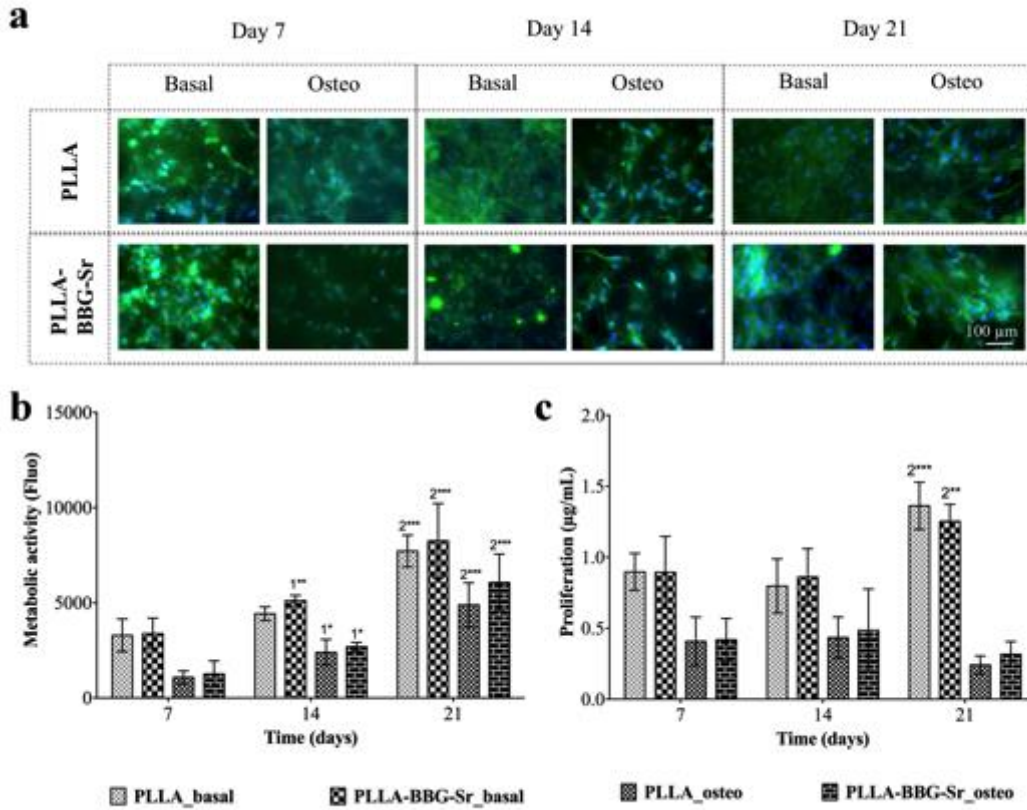 a
Day 7 Day 14 Day 21
Basal Osteo Basal Osteo Basal Osteo
PLLA
PLLA-
BBG-Sr
100 µm
b
Metabolic activity (Fluo)
15000
10000
5000
0
1**
1*
1*
2***
2***
2***
2***
7 14 21
Time (days)
c
Proliferation (µg/mL)
2.0
1.5
1.0
0.5
0.0
2***
2**
7 14 21
Time (days)
PLLA_basal PLLA-BBG-Sr_basal PLLA_osteo PLLA-BBG-Sr_osteo